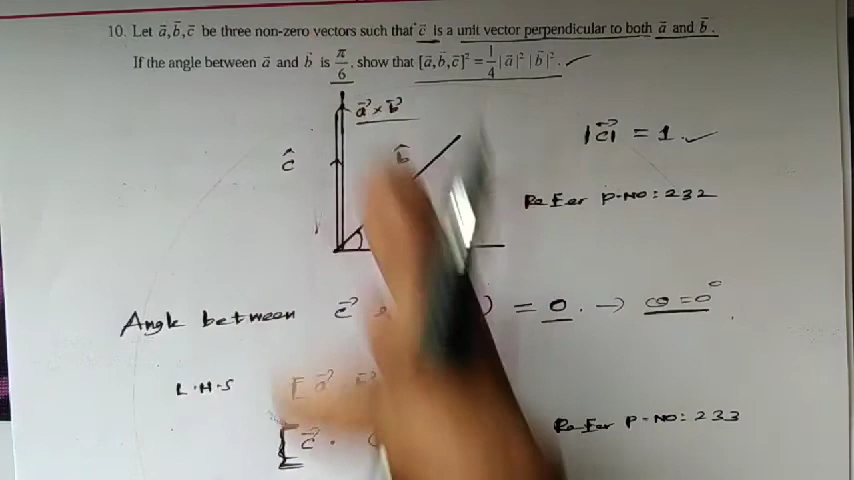 10. Let a⃗, b⃗, c⃗ be three non-zero vectors such that c⃗ is a unit vector perpendicular to both a⃗ and b⃗.
If the angle between a⃗ and b⃗ is π/6, show that [a⃗, b⃗, c⃗]² = 1/4 |a⃗|² |b⃗|².
a⃗ × b⃗
|c⃗| = 1
ĉ
b̂
Refer P.NO: 232
Angle between c⃗ = 0. → = 0°
L.H.S [a⃗
[c⃗ .
Refer P-NO: 233